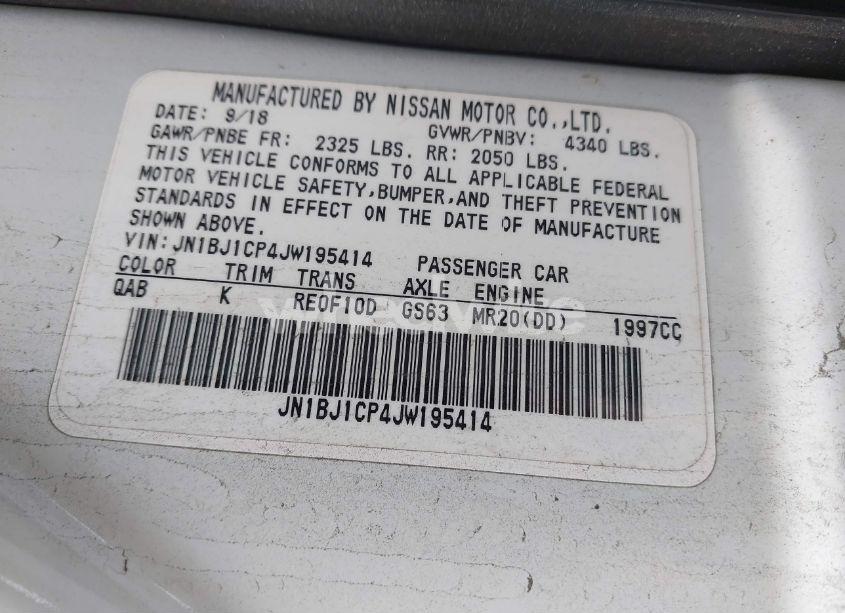 MANUFACTURED BY NISSAN MOTOR CO.,LTD.
DATE: 9/18 GVWR/PNBV: 4340 LBS.
GAWR/PNBE FR: 2325 LBS. RR: 2050 LBS.
THIS VEHICLE CONFORMS TO ALL APPLICABLE FEDERAL
MOTOR VEHICLE SAFETY,BUMPER,AND THEFT PREVENTION
STANDARDS IN EFFECT ON THE DATE OF MANUFACTURE
SHOWN ABOVE.
VIN:JN1BJ1CP4JW195414 PASSENGER CAR
COLOR TRIM TRANS AXLE ENGINE
QAB K REOF10D GS63 MR20(DD) 1997CC
JN1BJ1CP4JW195414